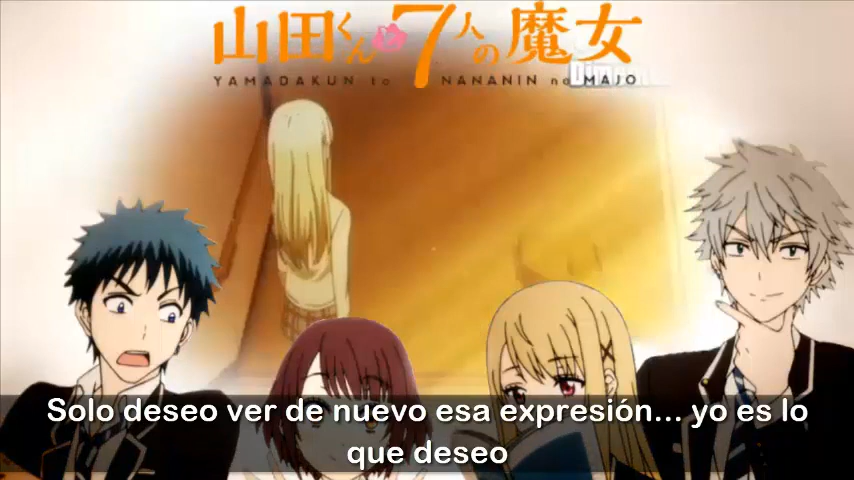 山田くんと7人の魔女
YAMADAKUN to NANANIN no MAJO
Solo deseo ver de nuevo esa expresión... yo es lo
que deseo